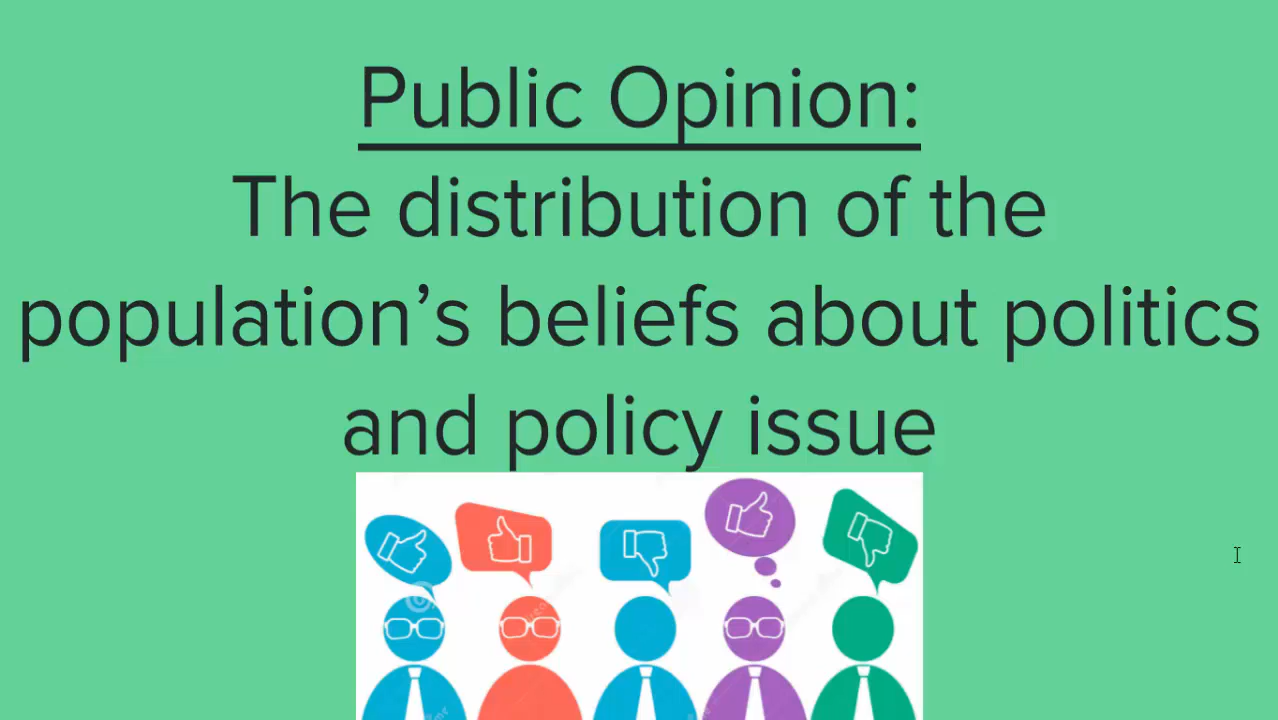 Public Opinion:
The distribution of the
population’s beliefs about politics
and policy issue